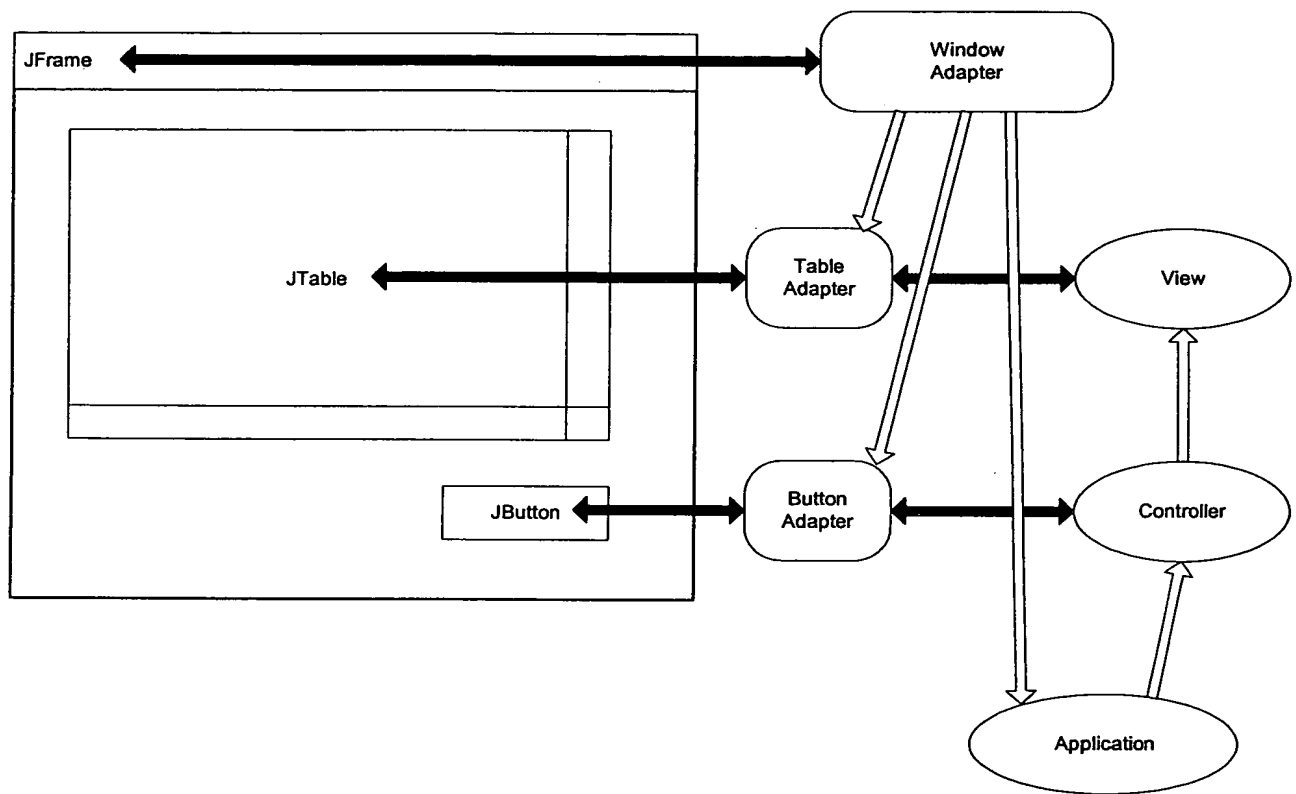 JFrame
Window
Adapter
JTable
Table
Adapter
View
JButton
Button
Adapter
Controller
Application